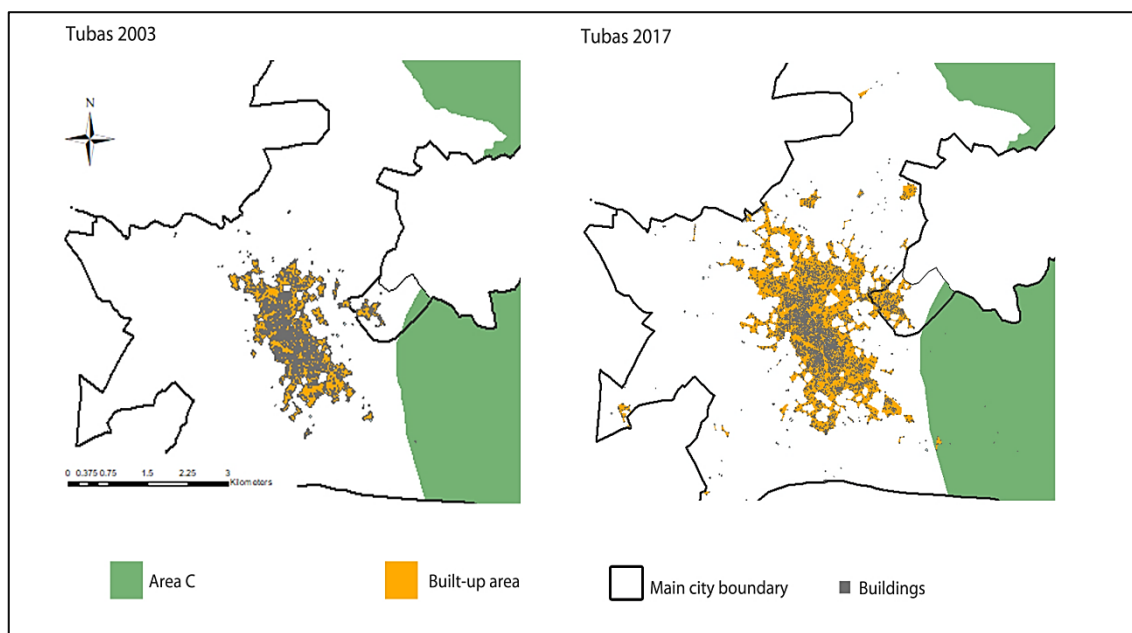 Tubas 2003
Tubas 2017
N
0 0.375 0.75 1.5 2.25 3
Kilometers
Area C
Built-up area
Main city boundary
Buildings